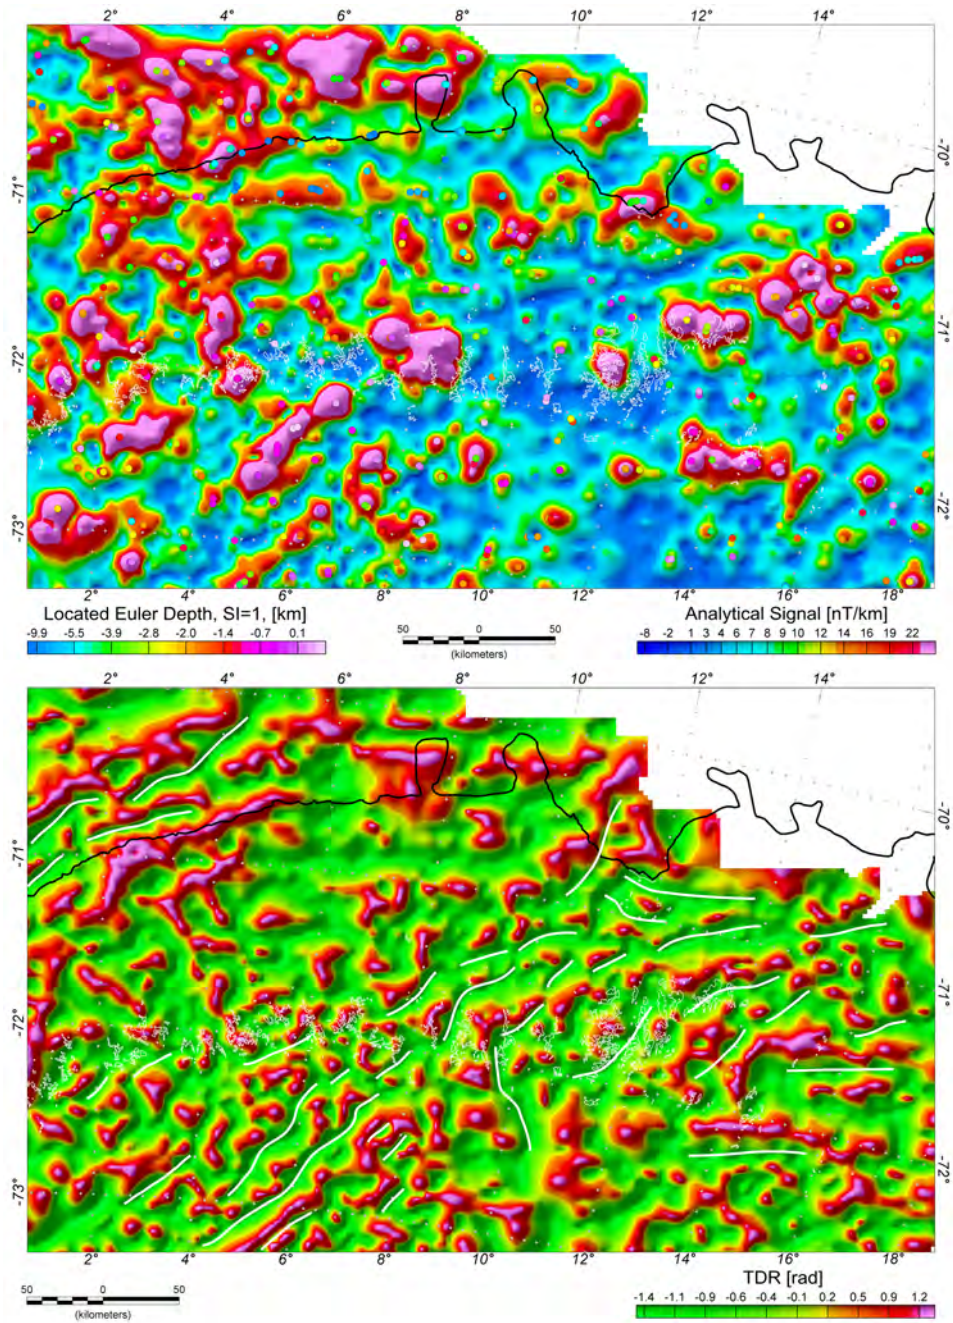 2° 4° 6° 8° 10° 12° 14°
-70°
-71°
-71°
-72°
-72°
-73°
2° 4° 6° 8° 10° 12° 14° 16° 18°
Located Euler Depth, SI=1, [km]
-9.9 -5.5 -3.9 -2.8 -2.0 -1.4 -0.7 0.1
50 0 50
(kilometers)
Analytical Signal [nT/km]
-8 -2 1 3 4 6 7 8 9 10 12 14 16 19 22
2° 4° 6° 8° 10° 12° 14°
-70°
-71°
-71°
-72°
-72°
-73°
2° 4° 6° 8° 10° 12° 14° 16° 18°
50 0 50
(kilometers)
TDR [rad]
-1.4 -1.1 -0.9 -0.6 -0.4 -0.1 0.2 0.5 0.9 1.2